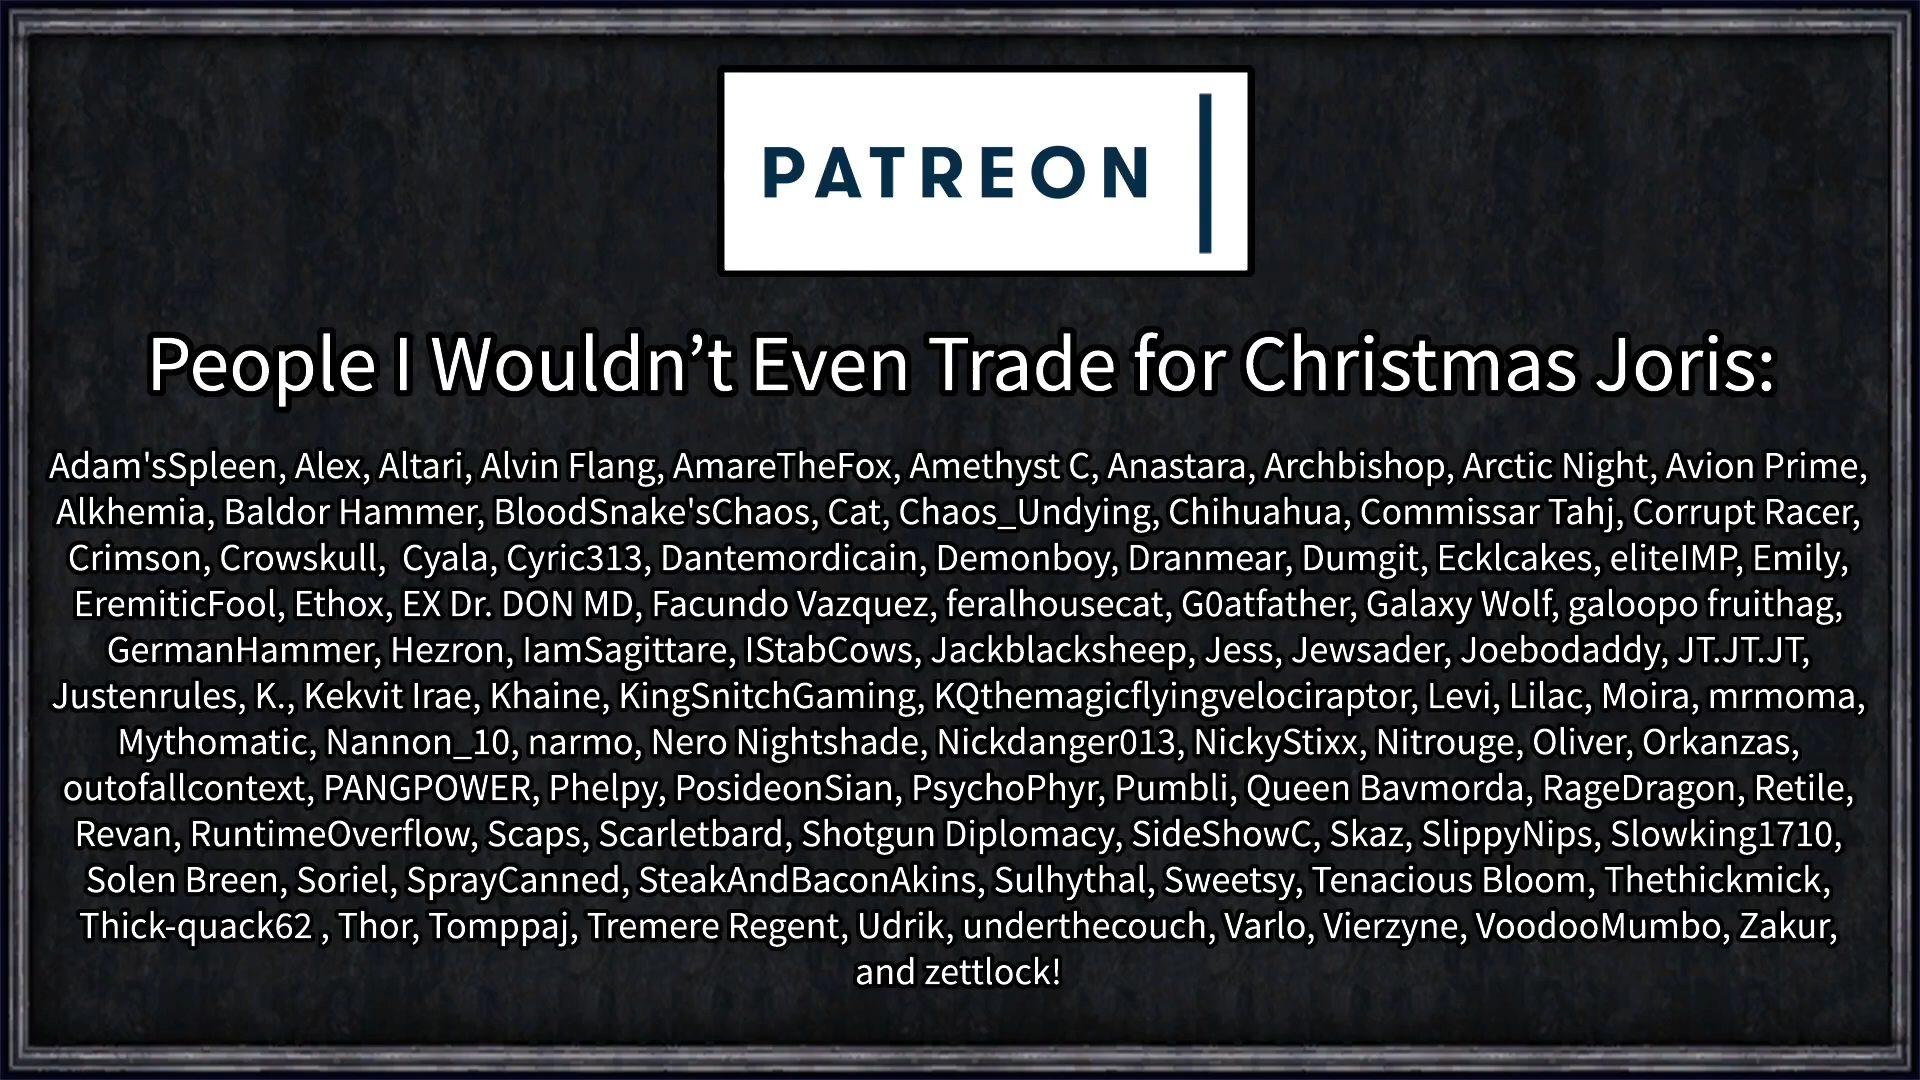 PATREON
People I Wouldn’t Even Trade for Christmas Joris:
Adam'sSpleen, Alex, Altari, Alvin Flang, AmareTheFox, Amethyst C, Anastara, Archbishop, Arctic Night, Avion Prime,
Alkhemia, Baldor Hammer, BloodSnake'sChaos, Cat, Chaos_Undying, Chihuahua, Commissar Tahj, Corrupt Racer,
Crimson, Crowskull,  Cyala, Cyric313, Dantemordicain, Demonboy, Dranmear, Dumgit, Ecklcakes, eliteIMP, Emily,
EremiticFool, Ethox, EX Dr. DON MD, Facundo Vazquez, feralhousecat, G0atfather, Galaxy Wolf, galoopo fruithag,
GermanHammer, Hezron, IamSagittare, IStabCows, Jackblacksheep, Jess, Jewsader, Joebodaddy, JT.JT.JT,
Justenrules, K., Kekvit Irae, Khaine, KingSnitchGaming, KQthemagicflyingvelociraptor, Levi, Lilac, Moira, mrmoma,
Mythomatic, Nannon_10, narmo, Nero Nightshade, Nickdanger013, NickyStixx, Nitrouge, Oliver, Orkanzas,
outofallcontext, PANGPOWER, Phelpy, PosideonSian, PsychoPhyr, Pumbli, Queen Bavmorda, RageDragon, Retile,
Revan, RuntimeOverflow, Scaps, Scarletbard, Shotgun Diplomacy, SideShowC, Skaz, SlippyNips, Slowking1710,
Solen Breen, Soriel, SprayCanned, SteakAndBaconAkins, Sulhythal, Sweetsy, Tenacious Bloom, Thethickmick,
Thick-quack62 , Thor, Tomppaj, Tremere Regent, Udrik, underthecouch, Varlo, Vierzyne, VoodooMumbo, Zakur,
and zettlock!